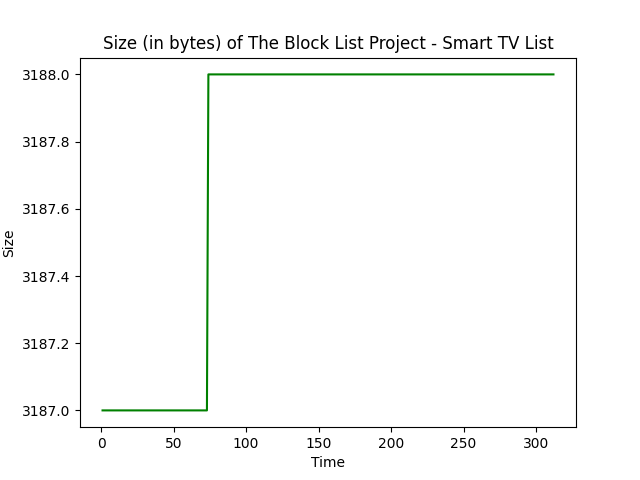 Size (in bytes) of The Block List Project - Smart TV List
3188.0
3187.8
3187.6
3187.4
3187.2
3187.0
Size
0 50 100 150 200 250 300
Time